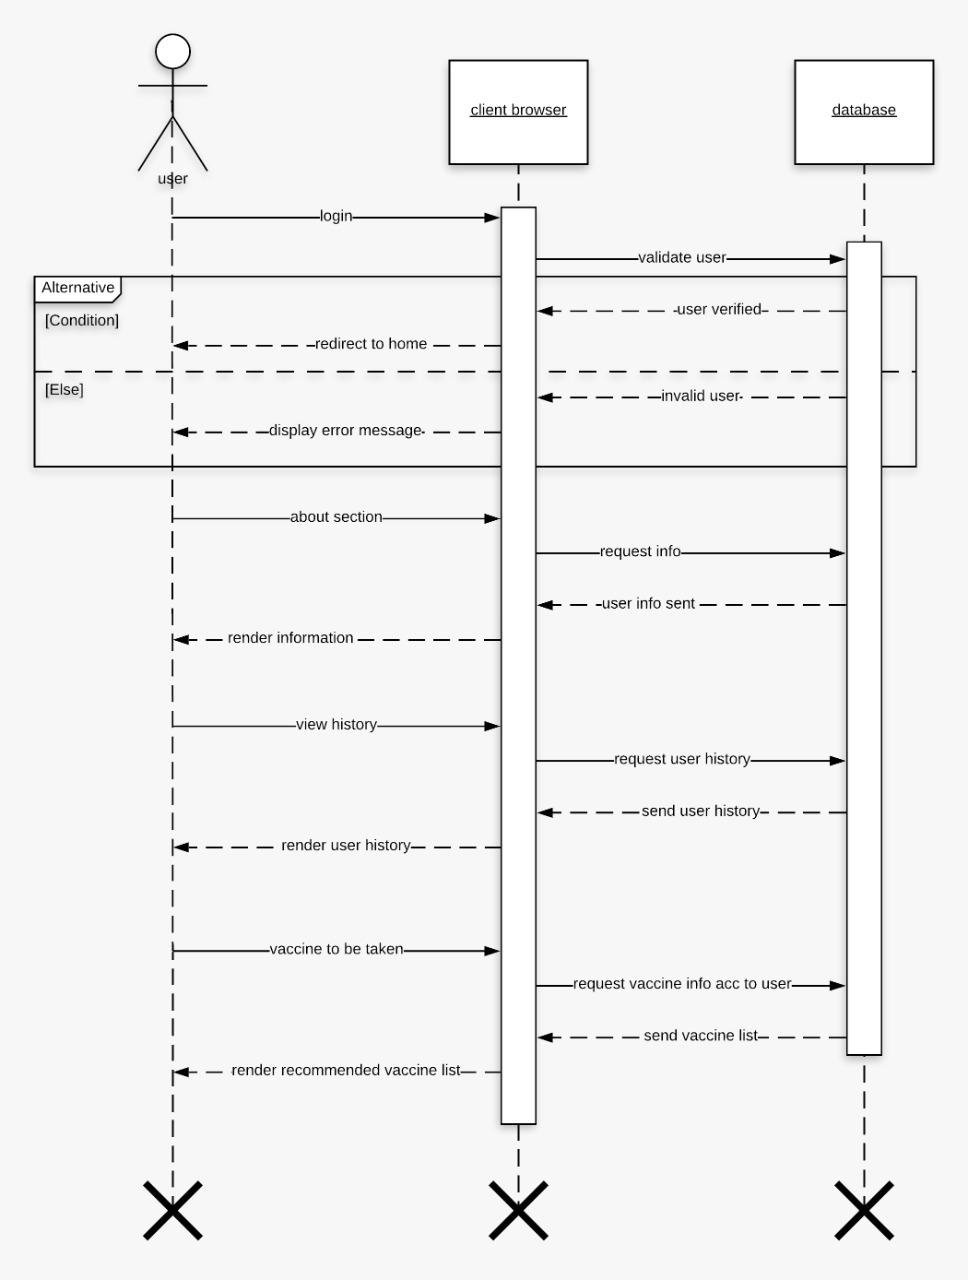 client browser
database
user
login
validate user
Alternative
user verified
[Condition]
redirect to home
[Else]
invalid user
display error message
about section
request info
user info sent
render information
view history
request user history
send user history
render user history
vaccine to be taken
request vaccine info acc to user
send vaccine list
render recommended vaccine list